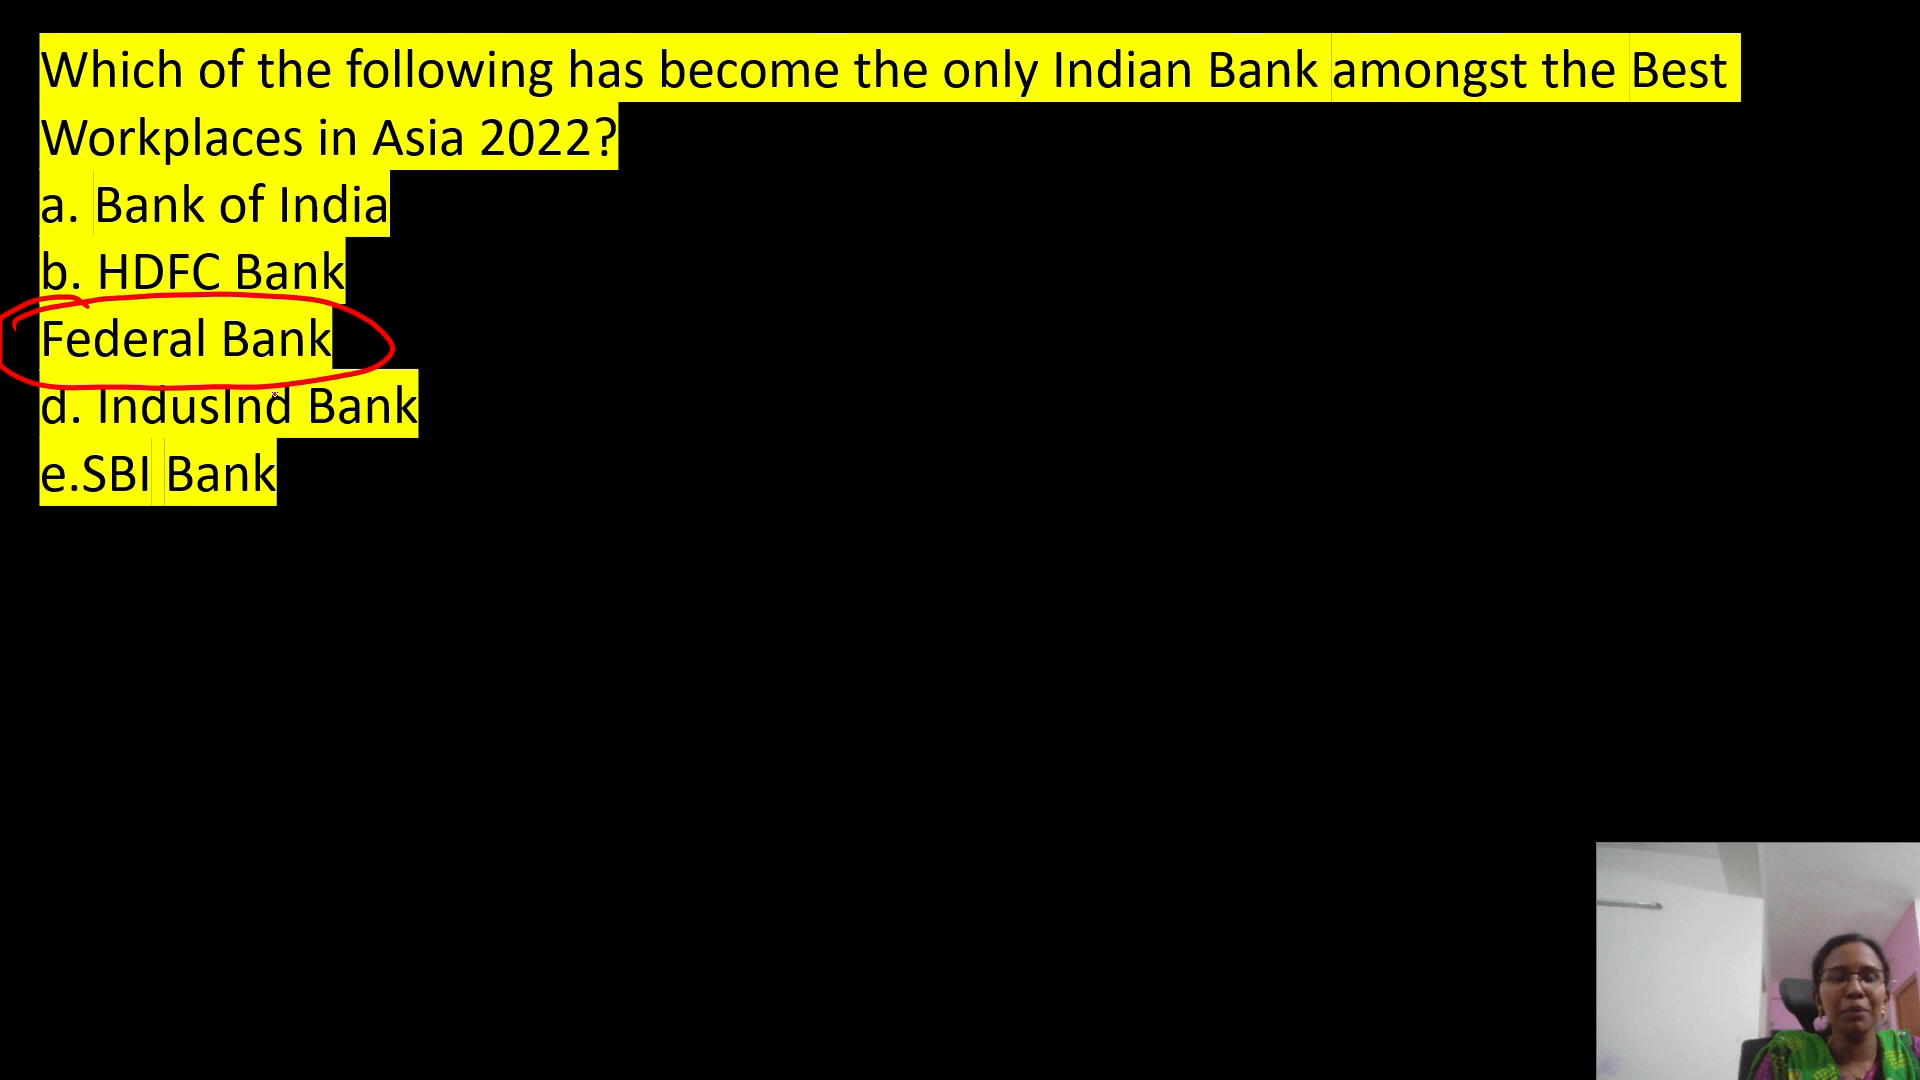 Which of the following has become the only Indian Bank amongst the Best
Workplaces in Asia 2022?
a. Bank of India
b. HDFC Bank
Federal Bank
d. IndusInd Bank
e.SBI Bank